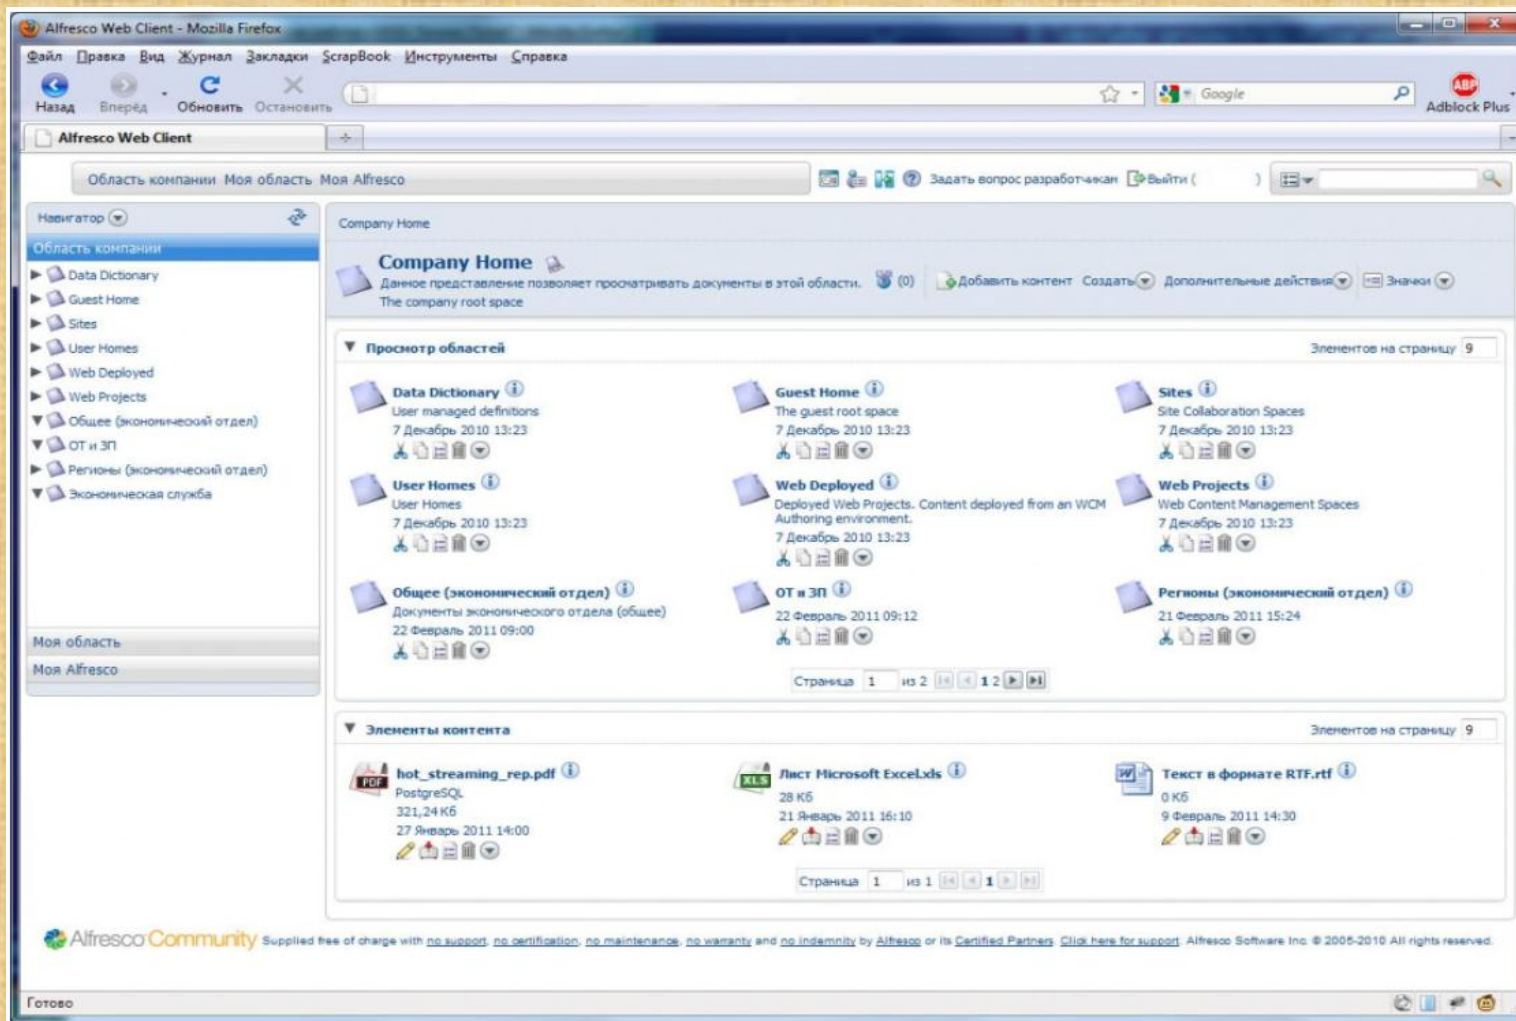 Alfresco Web Client - Mozilla Firefox
Файл Правка Вид Журнал Закладки ScrapBook Инструменты Справка
Назад Вперёд Обновить Остановить Google ABP Adblock Plus
Alfresco Web Client
Область компании Моя область Моя Alfresco Задать вопрос разработчикам Выйти ( )
Навигатор
Область компании
Data Dictionary
Guest Home
Sites
User Homes
Web Deployed
Web Projects
Общее (экономический отдел)
ОТ и ЗП
Регионы (экономический отдел)
Экономическая служба
Моя область
Моя Alfresco
Company Home
Company Home
Данное представление позволяет просматривать документы в этой области. (0) Добавить контент Создать Дополнительные действия Значки
The company root space
Просмотр областей Элементов на страницу 9
Data Dictionary Guest Home Sites
User managed definitions The guest root space Site Collaboration Spaces
7 Декабрь 2010 13:23 7 Декабрь 2010 13:23 7 Декабрь 2010 13:23
User Homes Web Deployed Web Projects
User Homes Deployed Web Projects. Content deployed from an WCM Web Content Management Spaces
7 Декабрь 2010 13:23 Authoring environment. 7 Декабрь 2010 13:23
7 Декабрь 2010 13:23
Общее (экономический отдел) ОТ и ЗП Регионы (экономический отдел)
Документы экономического отдела (общее) 22 Февраль 2011 09:12 21 Февраль 2011 15:24
22 Февраль 2011 09:00
Страница 1 из 2 1 2
Элементы контента Элементов на страницу 9
PDF hot_streaming_rep.pdf XLS Лист Microsoft Excel.xls W Текст в формате RTF.rtf
PostgreSQL 28 Кб 0 Кб
321,24 Кб 21 Январь 2011 16:10 9 Февраль 2011 14:30
27 Январь 2011 14:00
Страница 1 из 1 1
Alfresco Community Supplied free of charge with no support, no certification, no maintenance, no warranty and no indemnity by Alfresco or its Certified Partners. Click here for support. Alfresco Software Inc. © 2005-2010 All rights reserved.
Готово